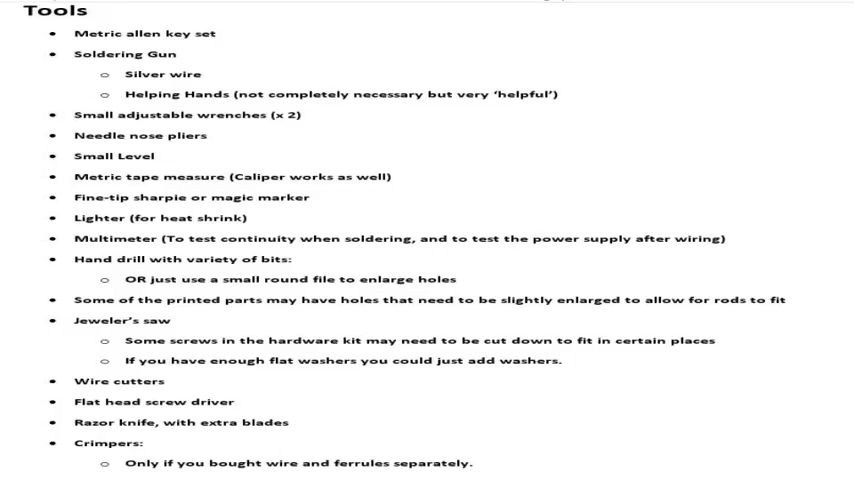 Tools
• Metric allen key set
• Soldering Gun
o Silver wire
o Helping Hands (not completely necessary but very ‘helpful’)
• Small adjustable wrenches (x 2)
• Needle nose pliers
• Small Level
• Metric tape measure (Caliper works as well)
• Fine-tip sharpie or magic marker
• Lighter (for heat shrink)
• Multimeter (To test continuity when soldering, and to test the power supply after wiring)
• Hand drill with variety of bits:
o OR just use a small round file to enlarge holes
• Some of the printed parts may have holes that need to be slightly enlarged to allow for rods to fit
• Jeweler’s saw
o Some screws in the hardware kit may need to be cut down to fit in certain places
o If you have enough flat washers you could just add washers.
• Wire cutters
• Flat head screw driver
• Razor knife, with extra blades
• Crimpers:
o Only if you bought wire and ferrules separately.